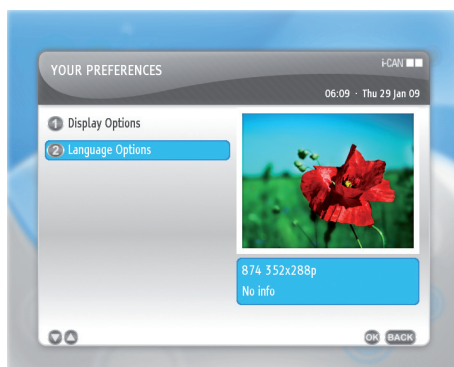 YOUR PREFERENCES
i-CAN
06:09 · Thu 29 Jan 09
1 Display Options
2 Language Options
874 352x288p
No info
OK BACK